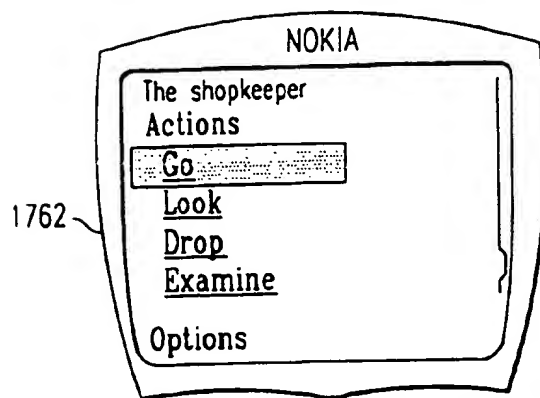 NOKIA
The shopkeeper
Actions
Go
Look
1762
Drop
Examine
Options